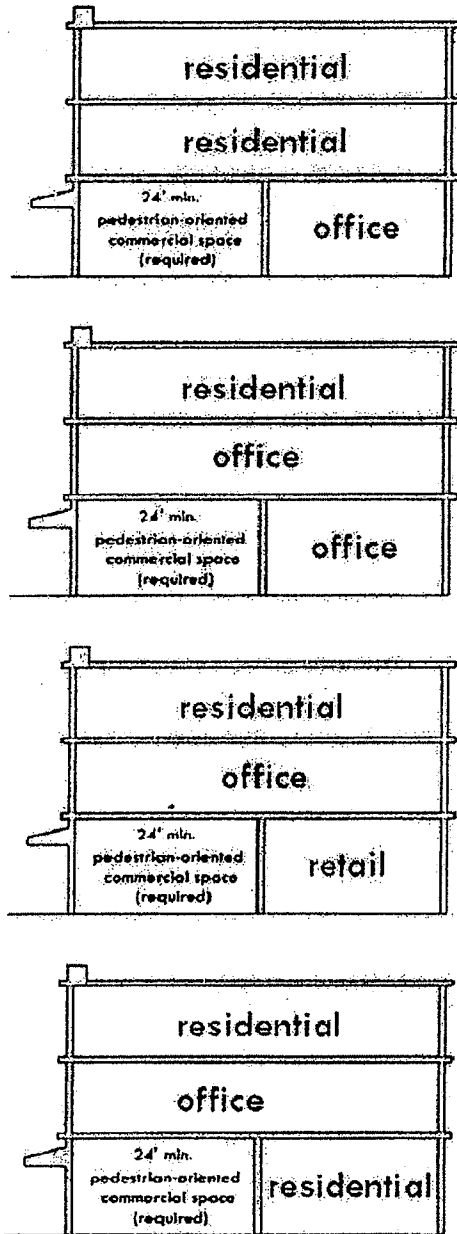 residential
residential
24' min.
pedestrian-oriented
commercial space
(required)
office
residential
office
24' min.
pedestrian-oriented
commercial space
(required)
office
residential
office
24' min.
pedestrian-oriented
commercial space
(required)
retail
residential
office
24' min.
pedestrian-oriented
commercial space
(required)
residential